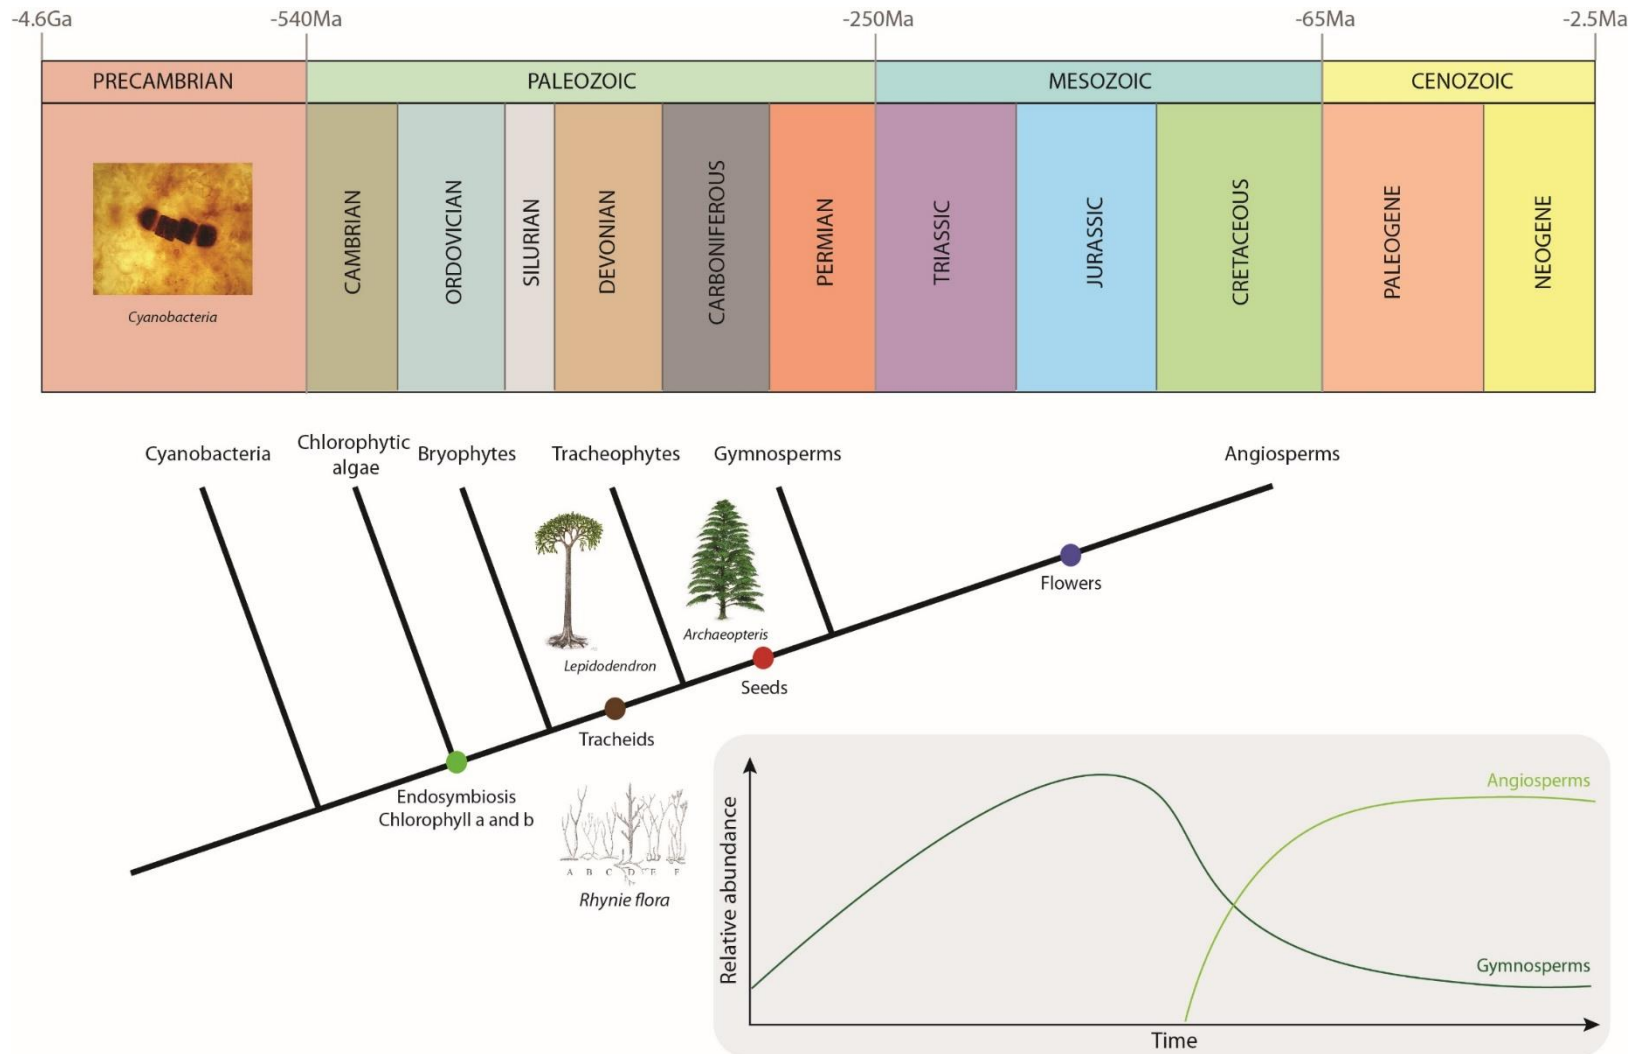 -4.6Ga
-540Ma
-250Ma
-65Ma
-2.5Ma
PRECAMBRIAN
PALEOZOIC
MESOZOIC
CENOZOIC
Cyanobacteria
CAMBRIAN
ORDOVICIAN
SILURIAN
DEVONIAN
CARBONIFEROUS
PERMIAN
TRIASSIC
JURASSIC
CRETACEOUS
PALEOGENE
NEOGENE
Cyanobacteria
Chlorophytic
algae
Bryophytes
Tracheophytes
Gymnosperms
Angiosperms
Flowers
Archaeopteris
Lepidodendron
Seeds
Tracheids
Endosymbiosis
Chlorophyll a and b
A B C D E F
Rhynie flora
Relative abundance
Angiosperms
Gymnosperms
Time